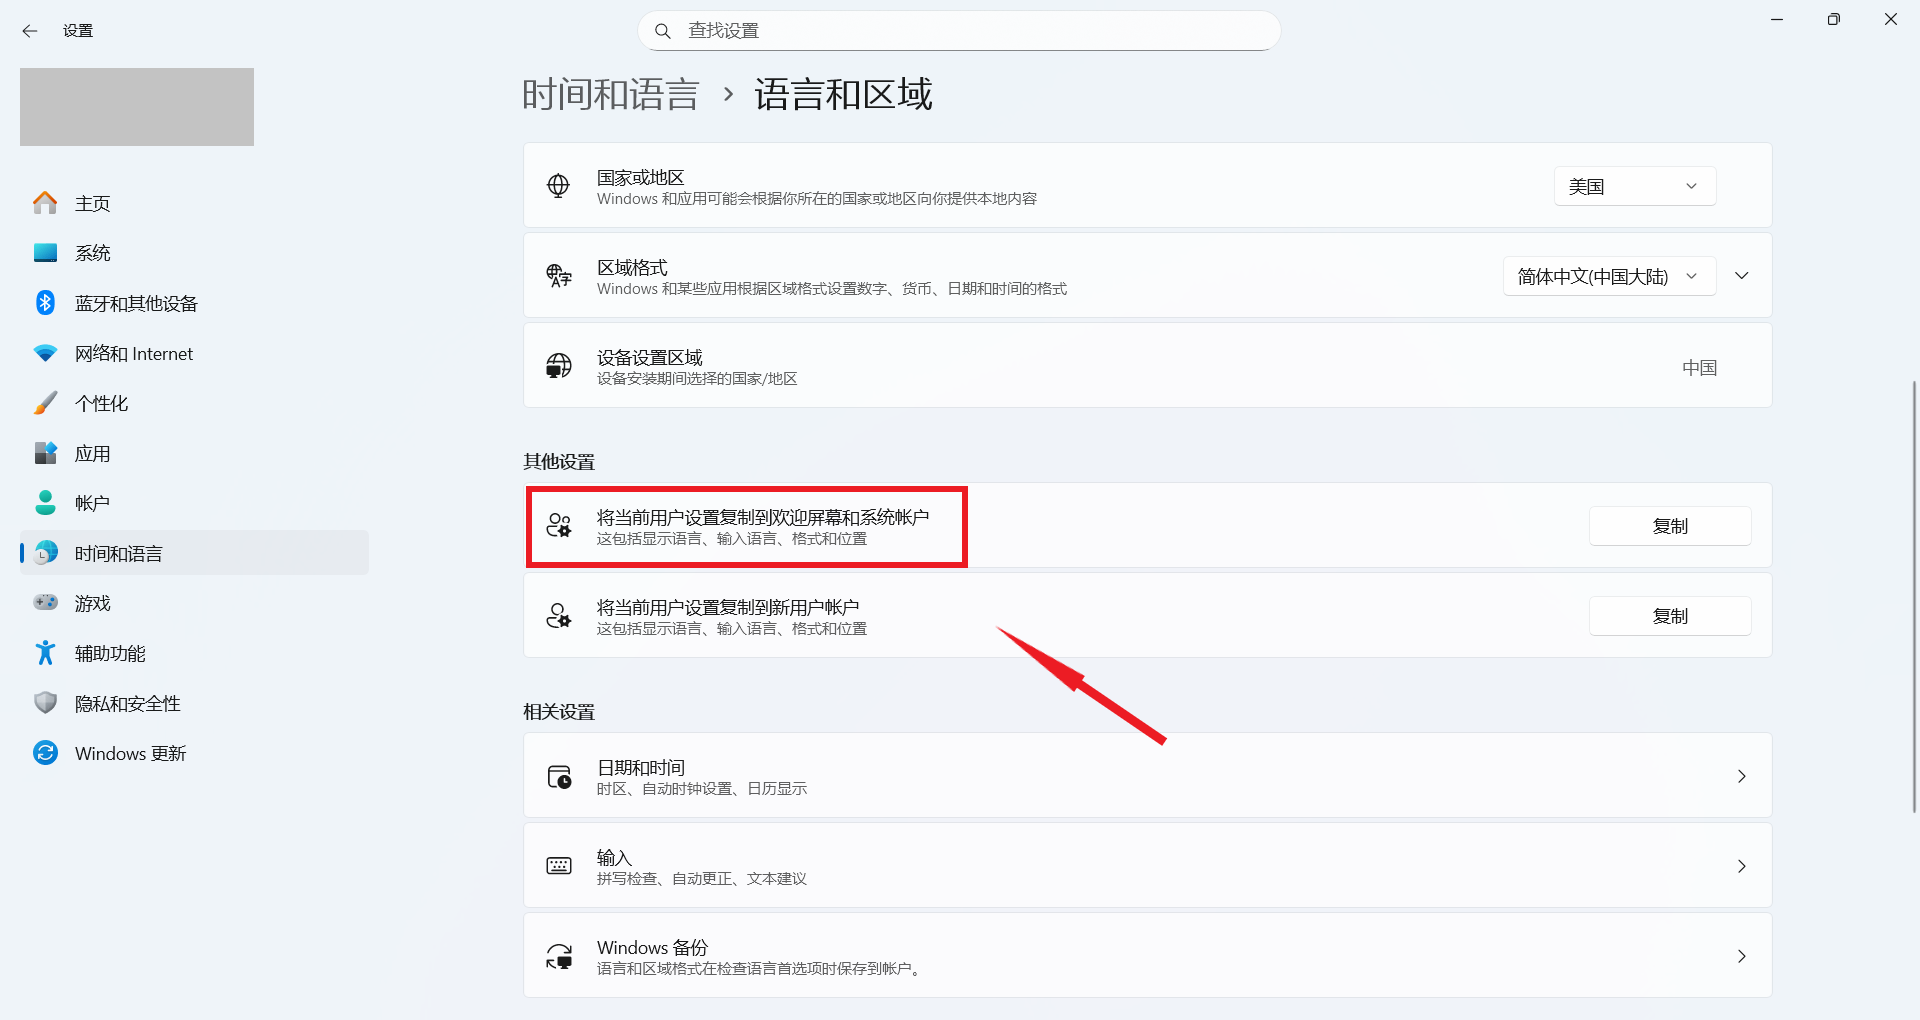 设置
查找设置
主页
系统
蓝牙和其他设备
网络和 Internet
个性化
应用
帐户
时间和语言
游戏
辅助功能
隐私和安全性
Windows 更新
时间和语言 › 语言和区域
国家或地区
Windows 和应用可能会根据你所在的国家或地区向你提供本地内容
美国
区域格式
Windows 和某些应用根据区域格式设置数字、货币、日期和时间的格式
简体中文(中国大陆)
设备设置区域
设备安装期间选择的国家/地区
中国
其他设置
将当前用户设置复制到欢迎屏幕和系统帐户
这包括显示语言、输入语言、格式和位置
复制
将当前用户设置复制到新用户帐户
这包括显示语言、输入语言、格式和位置
复制
相关设置
日期和时间
时区、自动时钟设置、日历显示
输入
拼写检查、自动更正、文本建议
Windows 备份
语言和区域格式在检查语言首选项时保存到帐户。